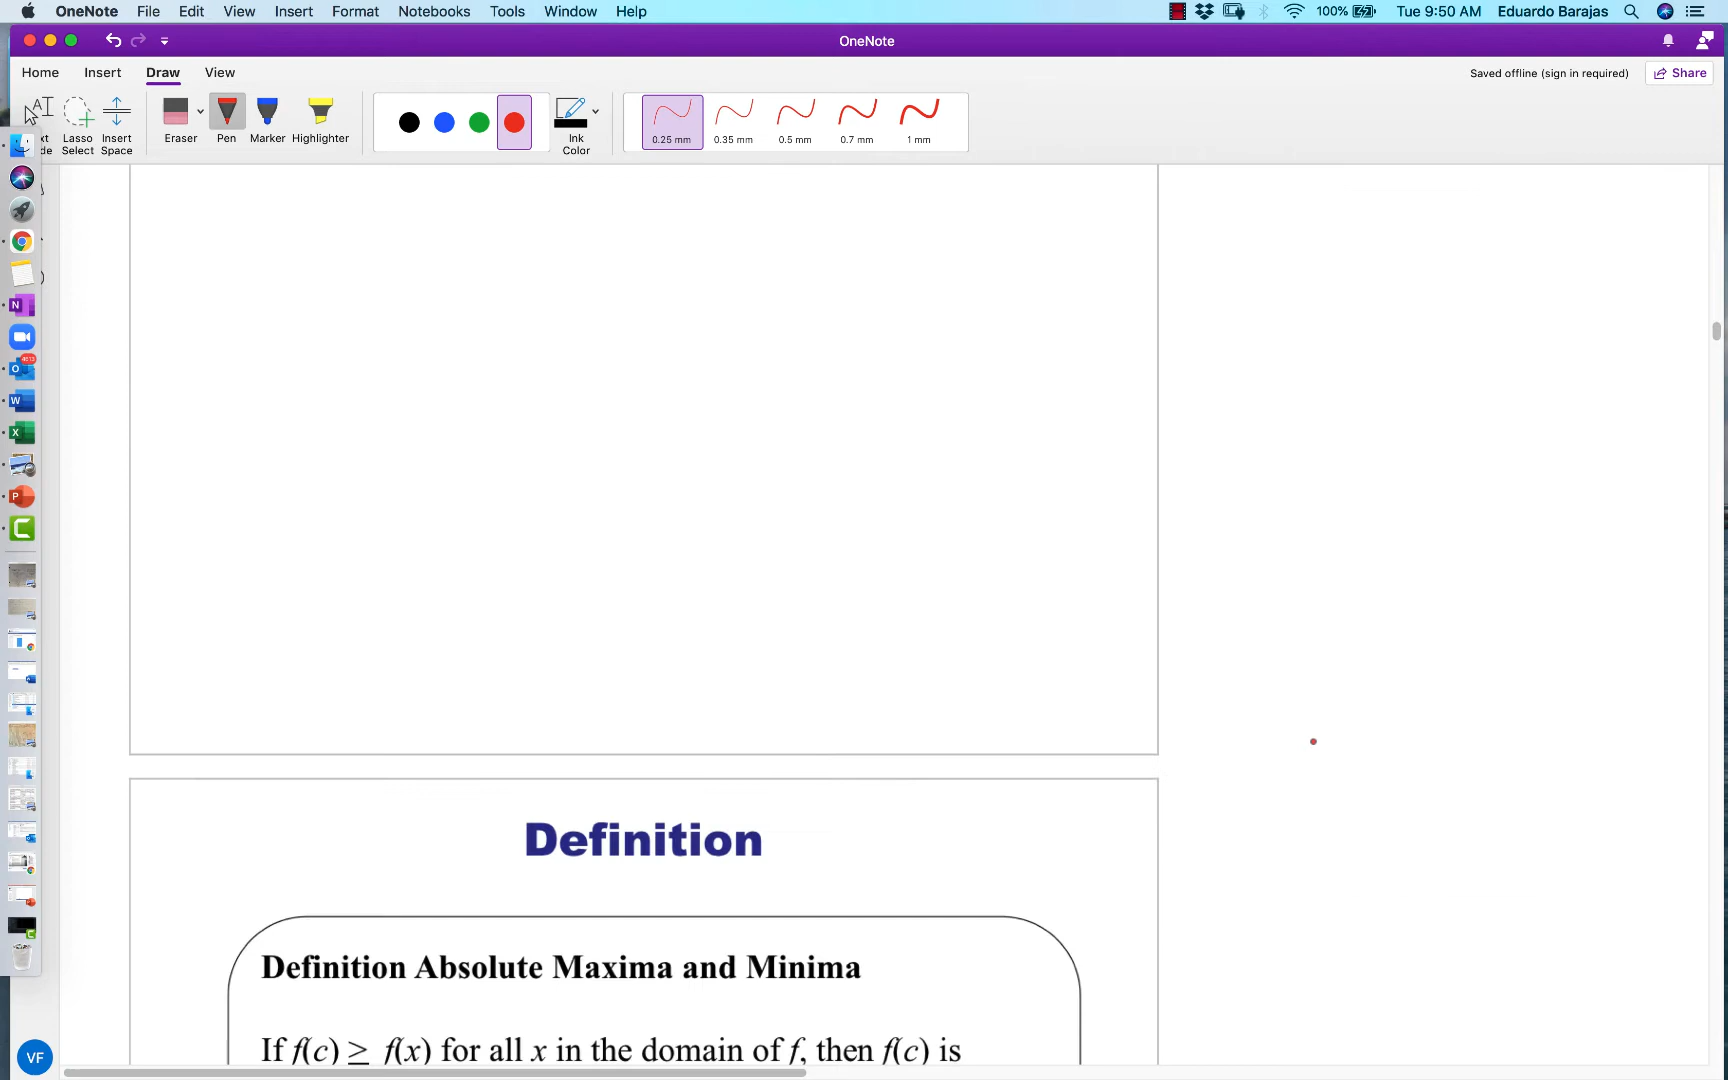 OneNote File Edit View Insert Format Notebooks Tools Window Help 100% Tue 9:50 AM Eduardo Barajas
OneNote
Home Insert Draw View Saved offline (sign in required) Share
Lasso Select
Insert Space
Eraser
Pen
Marker
Highlighter
Ink Color
0.25 mm 0.35 mm 0.5 mm 0.7 mm 1 mm
Definition
Definition Absolute Maxima and Minima
If f(c) ≥ f(x) for all x in the domain of f, then f(c) is
VF